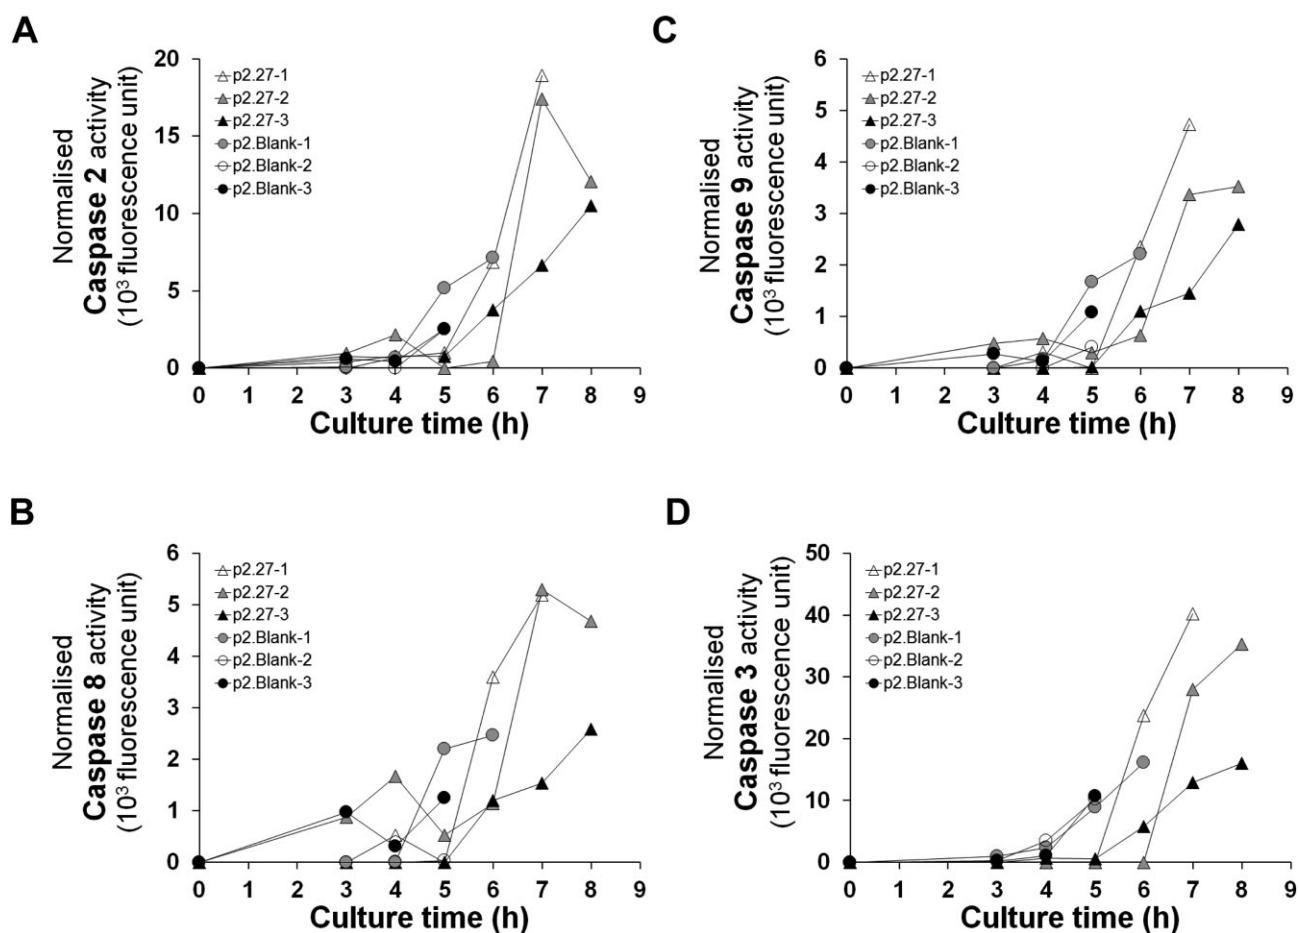 A
Normalised
Caspase 2 activity
(10³ fluorescence unit)
20
15
10
5
0
p2.27-1
p2.27-2
p2.27-3
p2.Blank-1
p2.Blank-2
p2.Blank-3
0 1 2 3 4 5 6 7 8 9
Culture time (h)
C
Normalised
Caspase 9 activity
(10³ fluorescence unit)
6
5
4
3
2
1
0
p2.27-1
p2.27-2
p2.27-3
p2.Blank-1
p2.Blank-2
p2.Blank-3
0 1 2 3 4 5 6 7 8 9
Culture time (h)
B
Normalised
Caspase 8 activity
(10³ fluorescence unit)
6
5
4
3
2
1
0
p2.27-1
p2.27-2
p2.27-3
p2.Blank-1
p2.Blank-2
p2.Blank-3
0 1 2 3 4 5 6 7 8 9
Culture time (h)
D
Normalised
Caspase 3 activity
(10³ fluorescence unit)
50
40
30
20
10
0
p2.27-1
p2.27-2
p2.27-3
p2.Blank-1
p2.Blank-2
p2.Blank-3
0 1 2 3 4 5 6 7 8 9
Culture time (h)